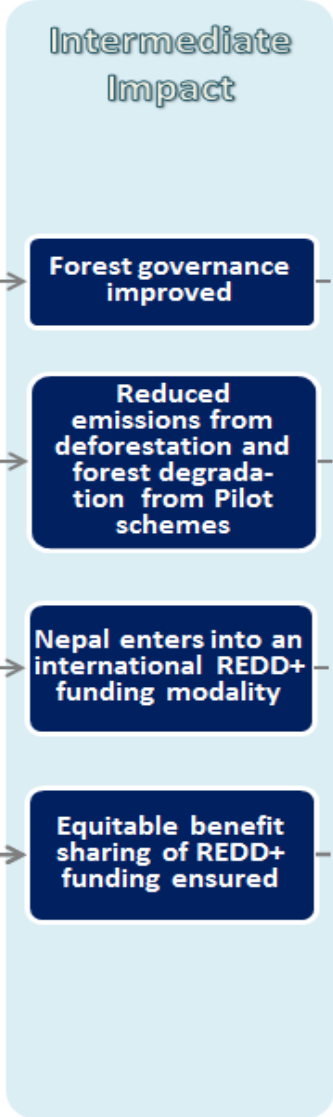 Intermediate
Impact
Forest governance
improved
Reduced
emissions from
deforestation and
forest degrada-
tion from Pilot
schemes
Nepal enters into an
international REDD+
funding modality
Equitable benefit
sharing of REDD+
funding ensured